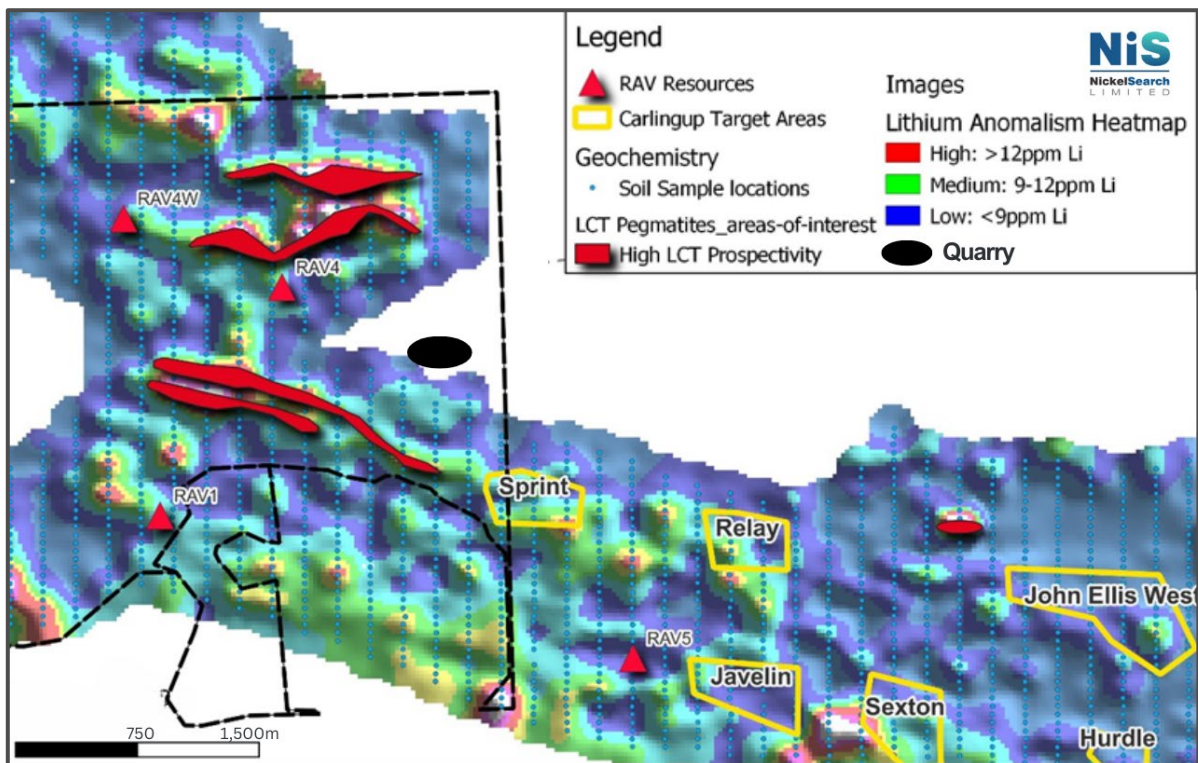 Legend
RAV Resources
Carlingup Target Areas
Geochemistry
Soil Sample locations
LCT Pegmatites_areas-of-interest
High LCT Prospectivity
NiS
NickelSearch
LIMITED
Images
Lithium Anomalism Heatmap
High: >12ppm Li
Medium: 9-12ppm Li
Low: <9ppm Li
Quarry
RAV4W
RAV4
RAV1
Sprint
Relay
John Ellis West
RAV5
Javelin
Sexton
Hurdle
750 1,500m